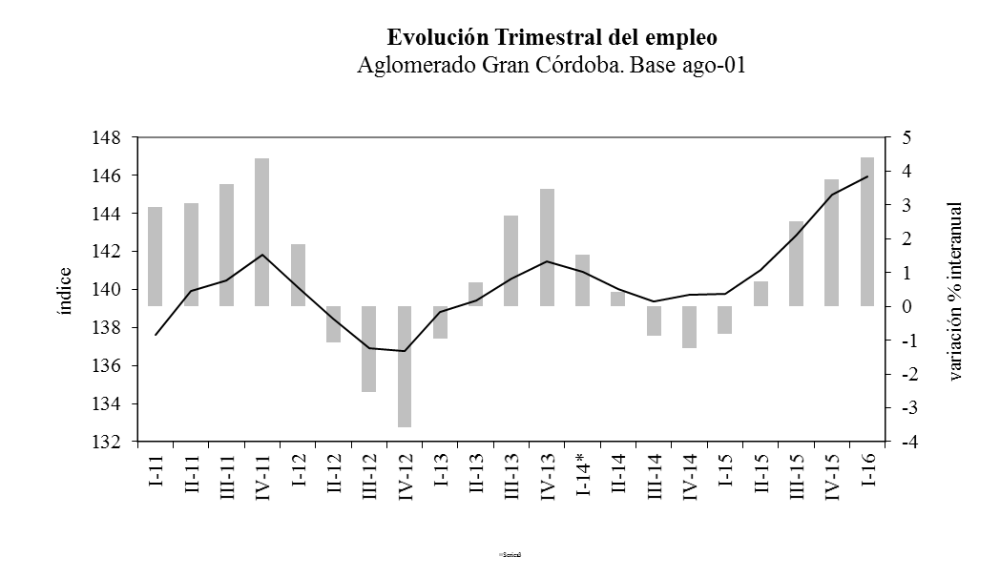 Evolución Trimestral del empleo
Aglomerado Gran Córdoba. Base ago-01
148
146
144
142
140
138
136
134
132
índice
5
4
3
2
1
0
-1
-2
-3
-4
variación % interanual
I-11
II-11
III-11
IV-11
I-12
II-12
III-12
IV-12
I-13
II-13
III-13
IV-13
I-14*
II-14
III-14
IV-14
I-15
II-15
III-15
IV-15
I-16
Series3